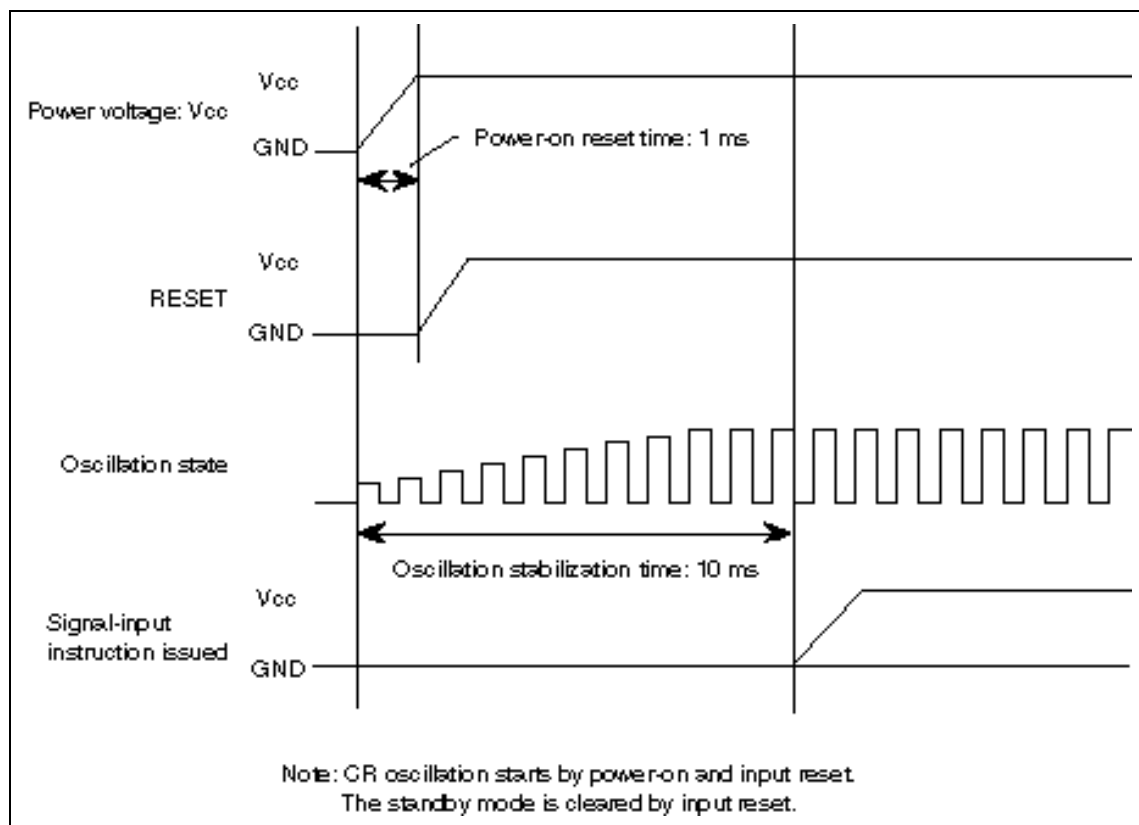 Vcc
Power voltage: Vcc
GND
Power-on reset time: 1 ms
Vcc
RESET
GND
Oscillation state
Oscillation stabilization time: 10 ms
Vcc
Signal-input
instruction issued
GND
Note: CR oscillation starts by power-on and input reset.
The standby mode is cleared by input reset.